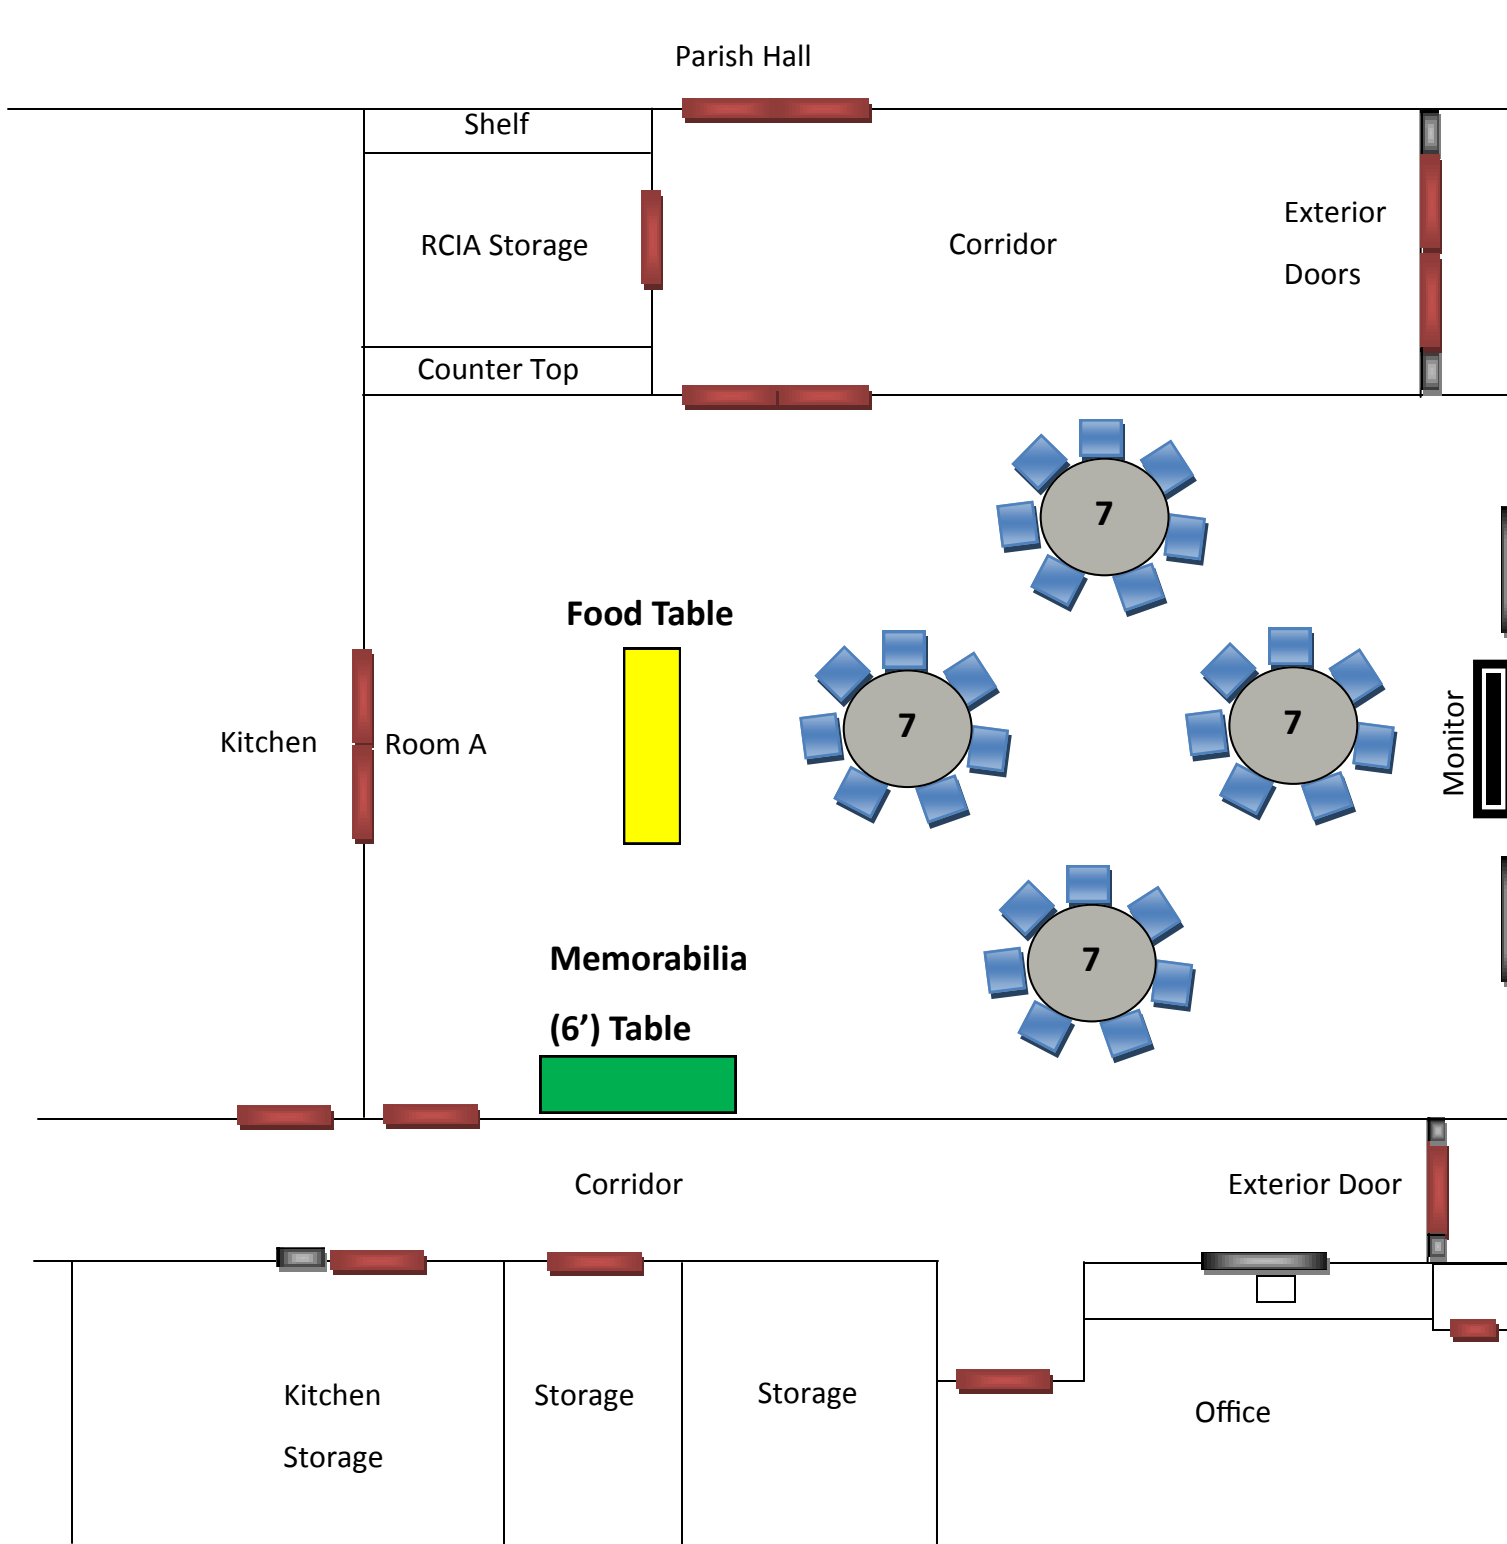 Parish Hall
Shelf
RCIA Storage
Corridor
Exterior
Doors
Counter Top
7
Food Table
7
7
Kitchen
Room A
Monitor
Memorabilia
(6’) Table
7
Corridor
Exterior Door
Kitchen
Storage
Storage
Storage
Office